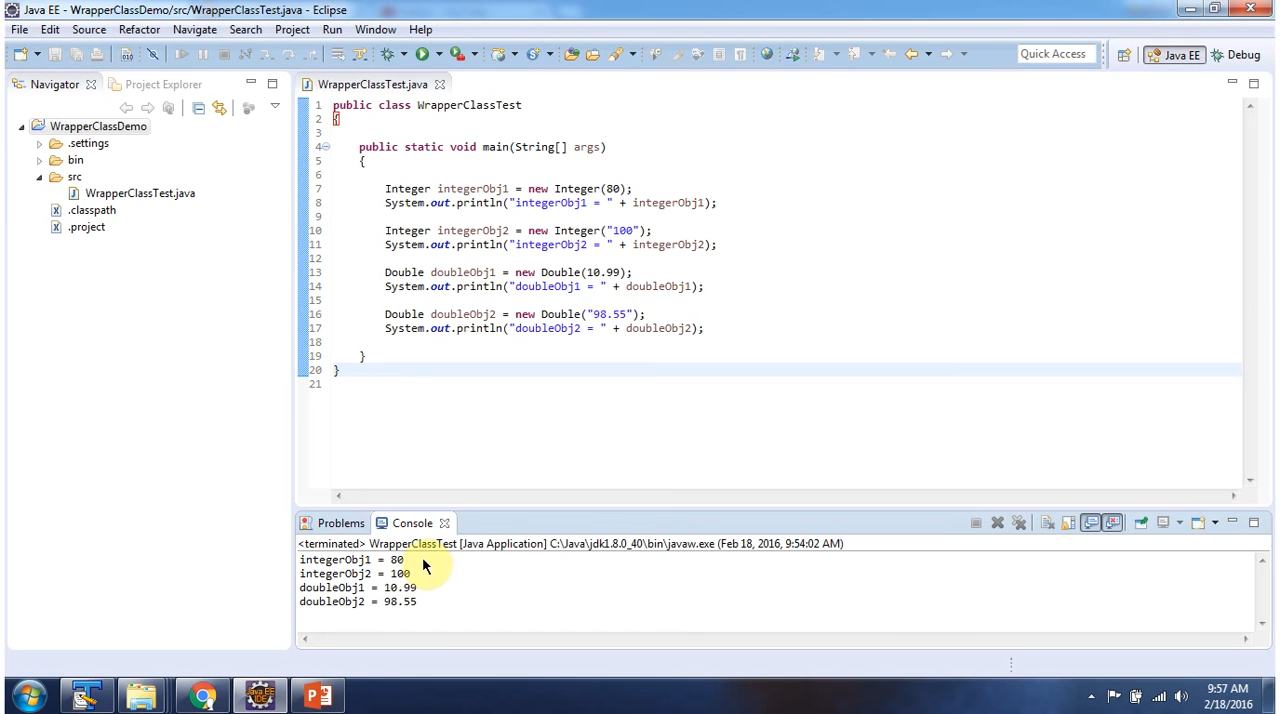 Java EE - WrapperClassDemo/src/WrapperClassTest.java - Eclipse
File Edit Source Refactor Navigate Search Project Run Window Help
Quick Access Java EE Debug
Navigator Project Explorer
WrapperClassDemo
.settings
bin
src
WrapperClassTest.java
.classpath
.project
WrapperClassTest.java
1 public class WrapperClassTest
2 {
3
4 public static void main(String[] args)
5 {
6
7 Integer integerObj1 = new Integer(80);
8 System.out.println("integerObj1 = " + integerObj1);
9
10 Integer integerObj2 = new Integer("100");
11 System.out.println("integerObj2 = " + integerObj2);
12
13 Double doubleObj1 = new Double(10.99);
14 System.out.println("doubleObj1 = " + doubleObj1);
15
16 Double doubleObj2 = new Double("98.55");
17 System.out.println("doubleObj2 = " + doubleObj2);
18
19 }
20 }
21
Problems Console
<terminated> WrapperClassTest [Java Application] C:\Java\jdk1.8.0_40\bin\javaw.exe (Feb 18, 2016, 9:54:02 AM)
integerObj1 = 80
integerObj2 = 100
doubleObj1 = 10.99
doubleObj2 = 98.55
Java EE
IDE
9:57 AM
2/18/2016